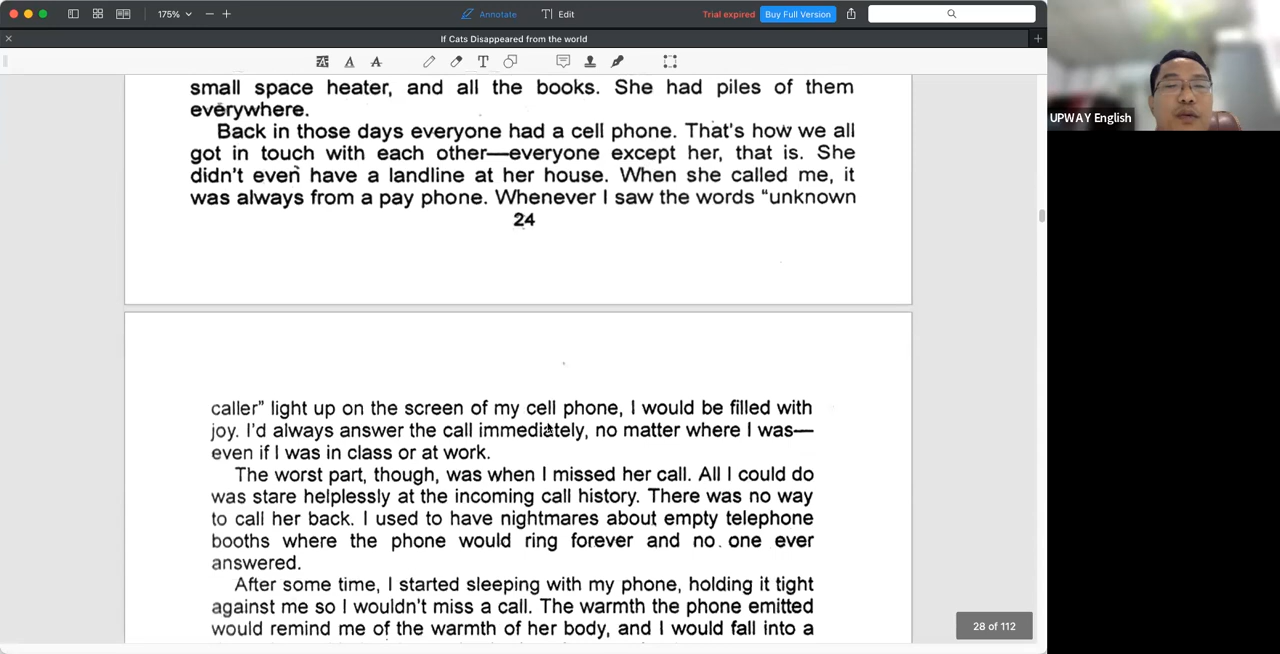 175%
Annotate
Edit
Trial expired
Buy Full Version
If Cats Disappeared from the world
small space heater, and all the books. She had piles of them
everywhere.
Back in those days everyone had a cell phone. That's how we all
got in touch with each other—everyone except her, that is. She
didn't even have a landline at her house. When she called me, it
was always from a pay phone. Whenever I saw the words “unknown
24
caller” light up on the screen of my cell phone, I would be filled with
joy. I'd always answer the call immediately, no matter where I was—
even if I was in class or at work.
The worst part, though, was when I missed her call. All I could do
was stare helplessly at the incoming call history. There was no way
to call her back. I used to have nightmares about empty telephone
booths where the phone would ring forever and no one ever
answered.
After some time, I started sleeping with my phone, holding it tight
against me so I wouldn't miss a call. The warmth the phone emitted
would remind me of the warmth of her body, and I would fall into a
28 of 112
UPWAY English